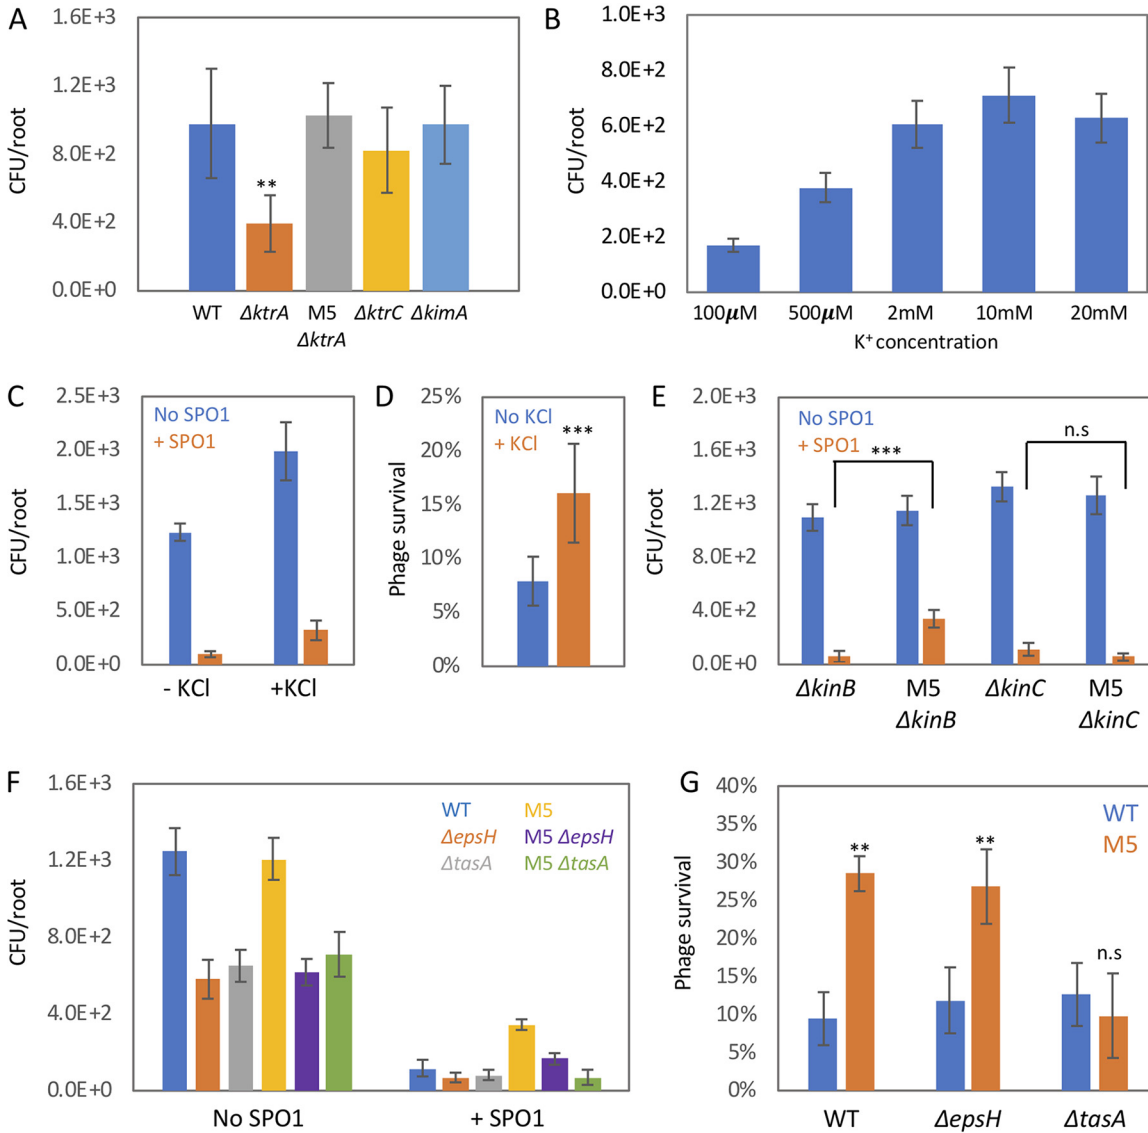 A
CFU/root
1.6E+3
1.2E+3
8.0E+2
4.0E+2
0.0E+0
**
WT ΔktrA M5 ΔktrC ΔkimA
ΔktrA
B
CFU/root
1.0E+3
8.0E+2
6.0E+2
4.0E+2
2.0E+2
0.0E+0
100μM 500μM 2mM 10mM 20mM
K⁺ concentration
C
CFU/root
2.5E+3
2.0E+3
1.5E+3
1.0E+3
5.0E+2
0.0E+0
No SPO1
+ SPO1
- KCl +KCl
D
Phage survival
25%
20%
15%
10%
5%
0%
No KCl
+ KCl
***
E
CFU/root
2.0E+3
1.6E+3
1.2E+3
8.0E+2
4.0E+2
0.0E+0
No SPO1
+ SPO1
***
n.s
ΔkinB M5 ΔkinC M5
ΔkinB ΔkinC
F
CFU/root
1.6E+3
1.2E+3
8.0E+2
4.0E+2
0.0E+0
WT M5
ΔepsH M5 ΔepsH
ΔtasA M5 ΔtasA
No SPO1 + SPO1
G
Phage survival
40%
35%
30%
25%
20%
15%
10%
5%
0%
WT
M5
**
**
n.s
WT ΔepsH ΔtasA